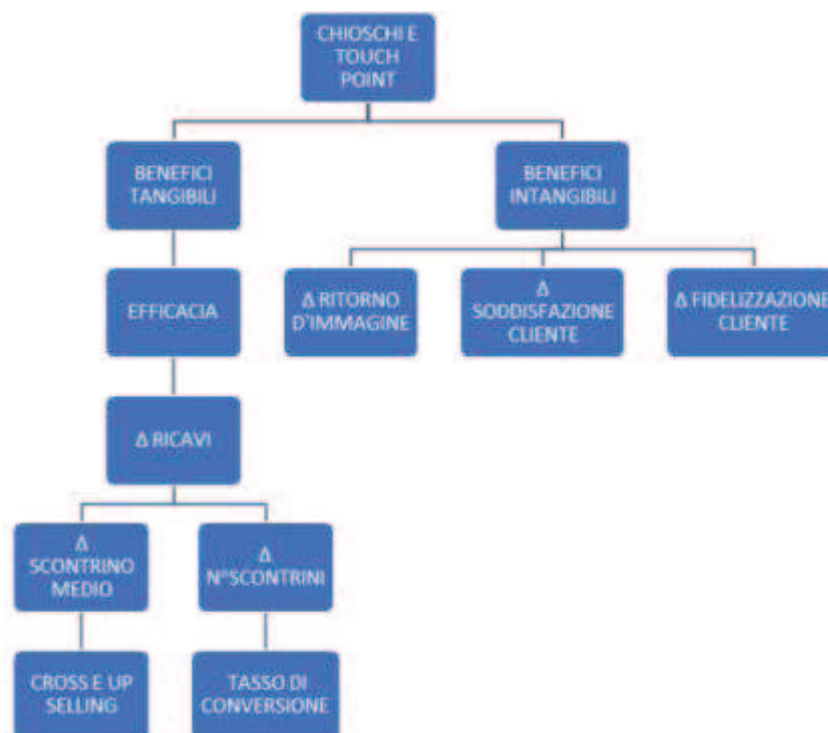 CHIOSCHI E
TOUCH
POINT
BENEFICI
TANGIBILI
BENEFICI
INTANGIBILI
EFFICACIA
Δ RITORNO
D'IMMAGINE
Δ
SODDISFAZIONE
CLIENTE
Δ FIDELIZZAZIONE
CLIENTE
Δ RICAVI
Δ
SCONTRINO
MEDIO
Δ
N°SCONTRINI
CROSS E UP
SELLING
TASSO DI
CONVERSIONE